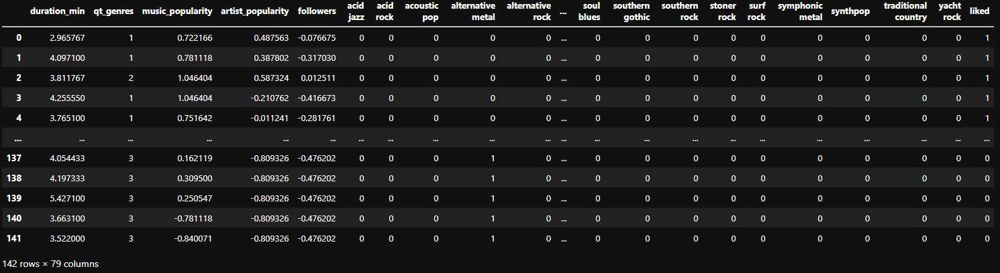 duration_min qt_genres music_popularity artist_popularity followers acid jazz acid rock acoustic pop alternative metal alternative rock ... soul blues southern gothic southern rock stoner rock surf rock symphonic metal synthpop traditional country yacht rock liked
0 2.965767 1 0.722166 0.487563 -0.076675 0 0 0 0 0 ... 0 0 0 0 0 0 0 0 0 1
1 4.097100 1 0.781118 0.387802 -0.317030 0 0 0 0 0 ... 0 0 0 0 0 0 0 0 0 1
2 3.811767 2 1.046404 0.587324 0.012511 0 0 0 0 0 ... 0 0 0 0 0 0 0 0 0 1
3 4.255550 1 1.046404 -0.210762 -0.416673 0 0 0 0 0 ... 0 0 0 0 0 0 0 0 0 1
4 3.765100 1 0.751642 -0.011241 -0.281761 0 0 0 0 0 ... 0 0 0 0 0 0 0 0 0 1
... ... ... ... ... ... ... ... ... ... ... ... ... ... ... ... ... ... ... ... ... ...
137 4.054433 3 0.162119 -0.809326 -0.476202 0 0 0 1 0 ... 0 0 0 0 0 0 0 0 0 0
138 4.197333 3 0.309500 -0.809326 -0.476202 0 0 0 1 0 ... 0 0 0 0 0 0 0 0 0 0
139 5.427100 3 0.250547 -0.809326 -0.476202 0 0 0 1 0 ... 0 0 0 0 0 0 0 0 0 0
140 3.663100 3 -0.781118 -0.809326 -0.476202 0 0 0 1 0 ... 0 0 0 0 0 0 0 0 0 0
141 3.522000 3 -0.840071 -0.809326 -0.476202 0 0 0 1 0 ... 0 0 0 0 0 0 0 0 0 0
142 rows × 79 columns